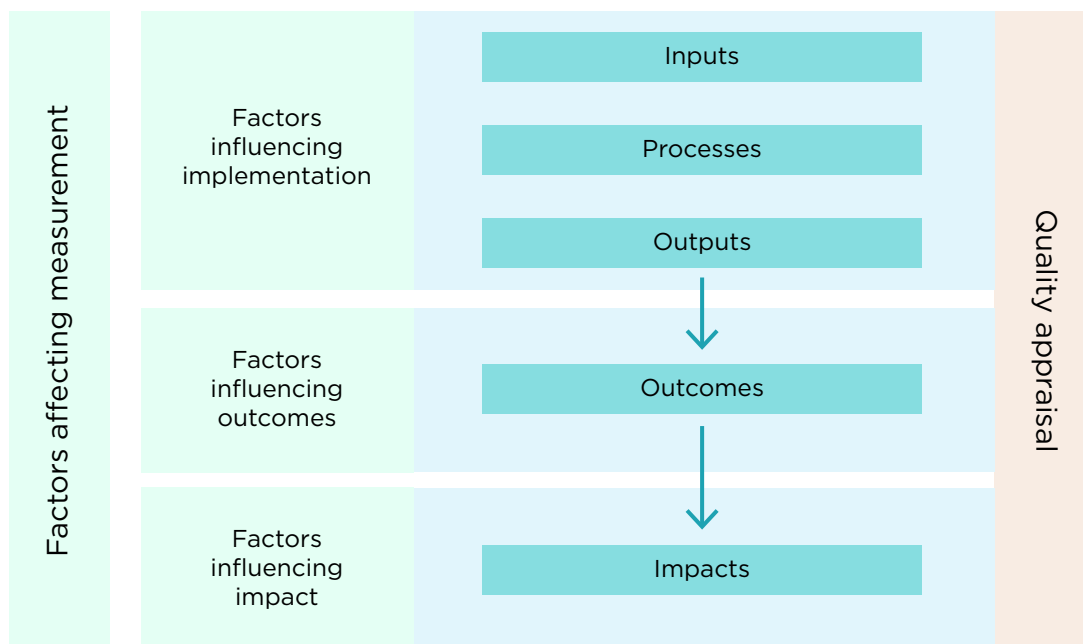 Factors affecting measurement
Factors
influencing
implementation
Inputs
Processes
Outputs
Factors
influencing
outcomes
Outcomes
Factors
influencing
impact
Impacts
Quality appraisal